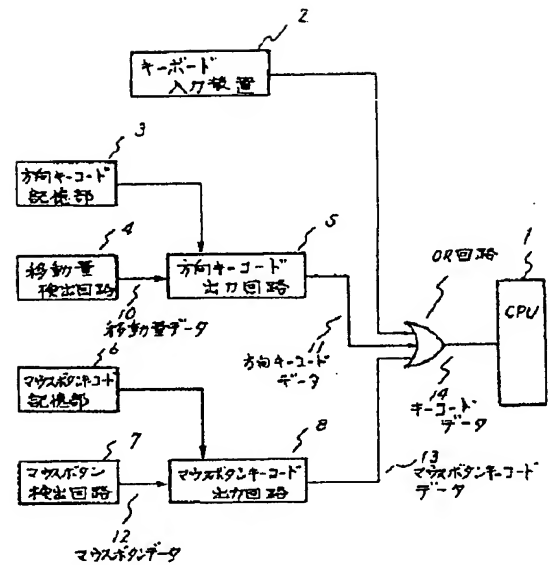 2
キーボード
入力装置
3
方向キーコード
記憶部
4
移動量
検出回路
10
移動量データ
5
方向キーコード
出力回路
11
方向キーコード
データ
OR回路
1
CPU
14
キーコード
データ
6
マウスボタンキーコード
記憶部
7
マウスボタン
検出回路
12
マウスボタンデータ
8
マウスボタンキーコード
出力回路
13
マウスボタンキーコード
データ